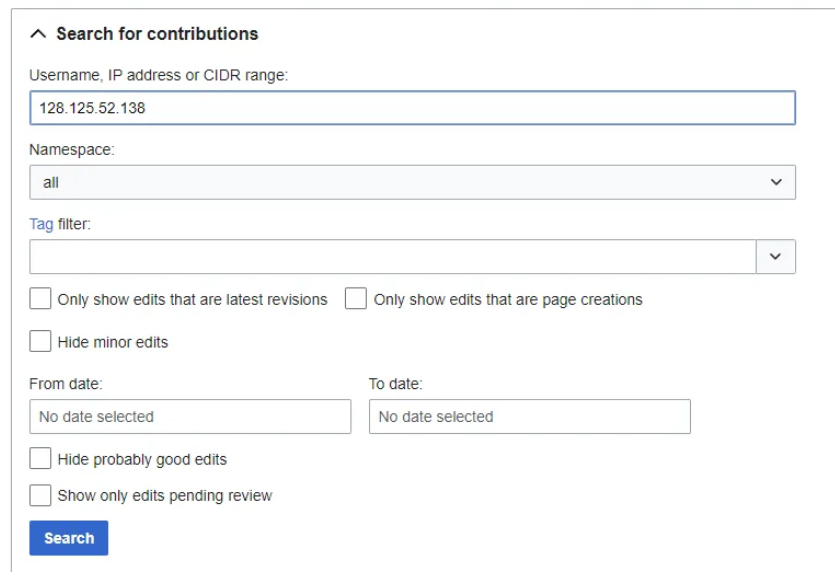 Search for contributions
Username, IP address or CIDR range:
128.125.52.138
Namespace:
all
Tag filter:
Only show edits that are latest revisions Only show edits that are page creations
Hide minor edits
From date: To date:
No date selected No date selected
Hide probably good edits
Show only edits pending review
Search